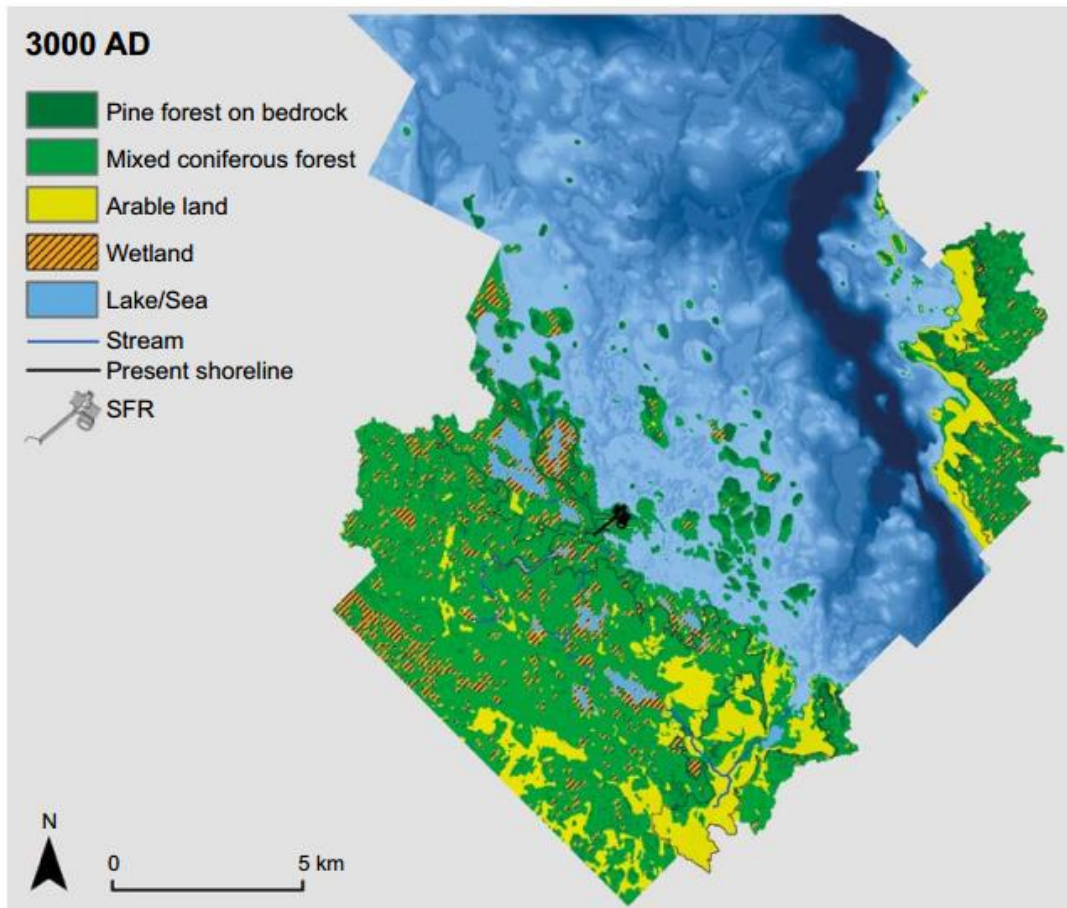 3000 AD
Pine forest on bedrock
Mixed coniferous forest
Arable land
Wetland
Lake/Sea
Stream
Present shoreline
SFR
N
0 5 km